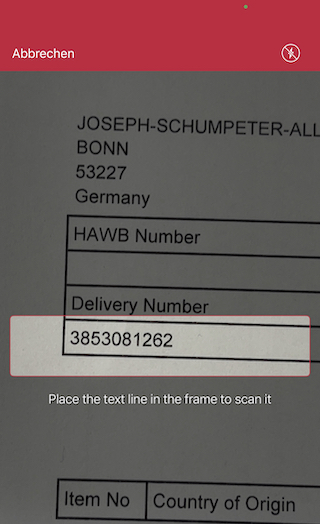 Abbrechen
JOSEPH-SCHUMPETER-ALL
BONN
53227
Germany
HAWB Number
Delivery Number
3853081262
Place the text line in the frame to scan it
Item No
Country of Origin